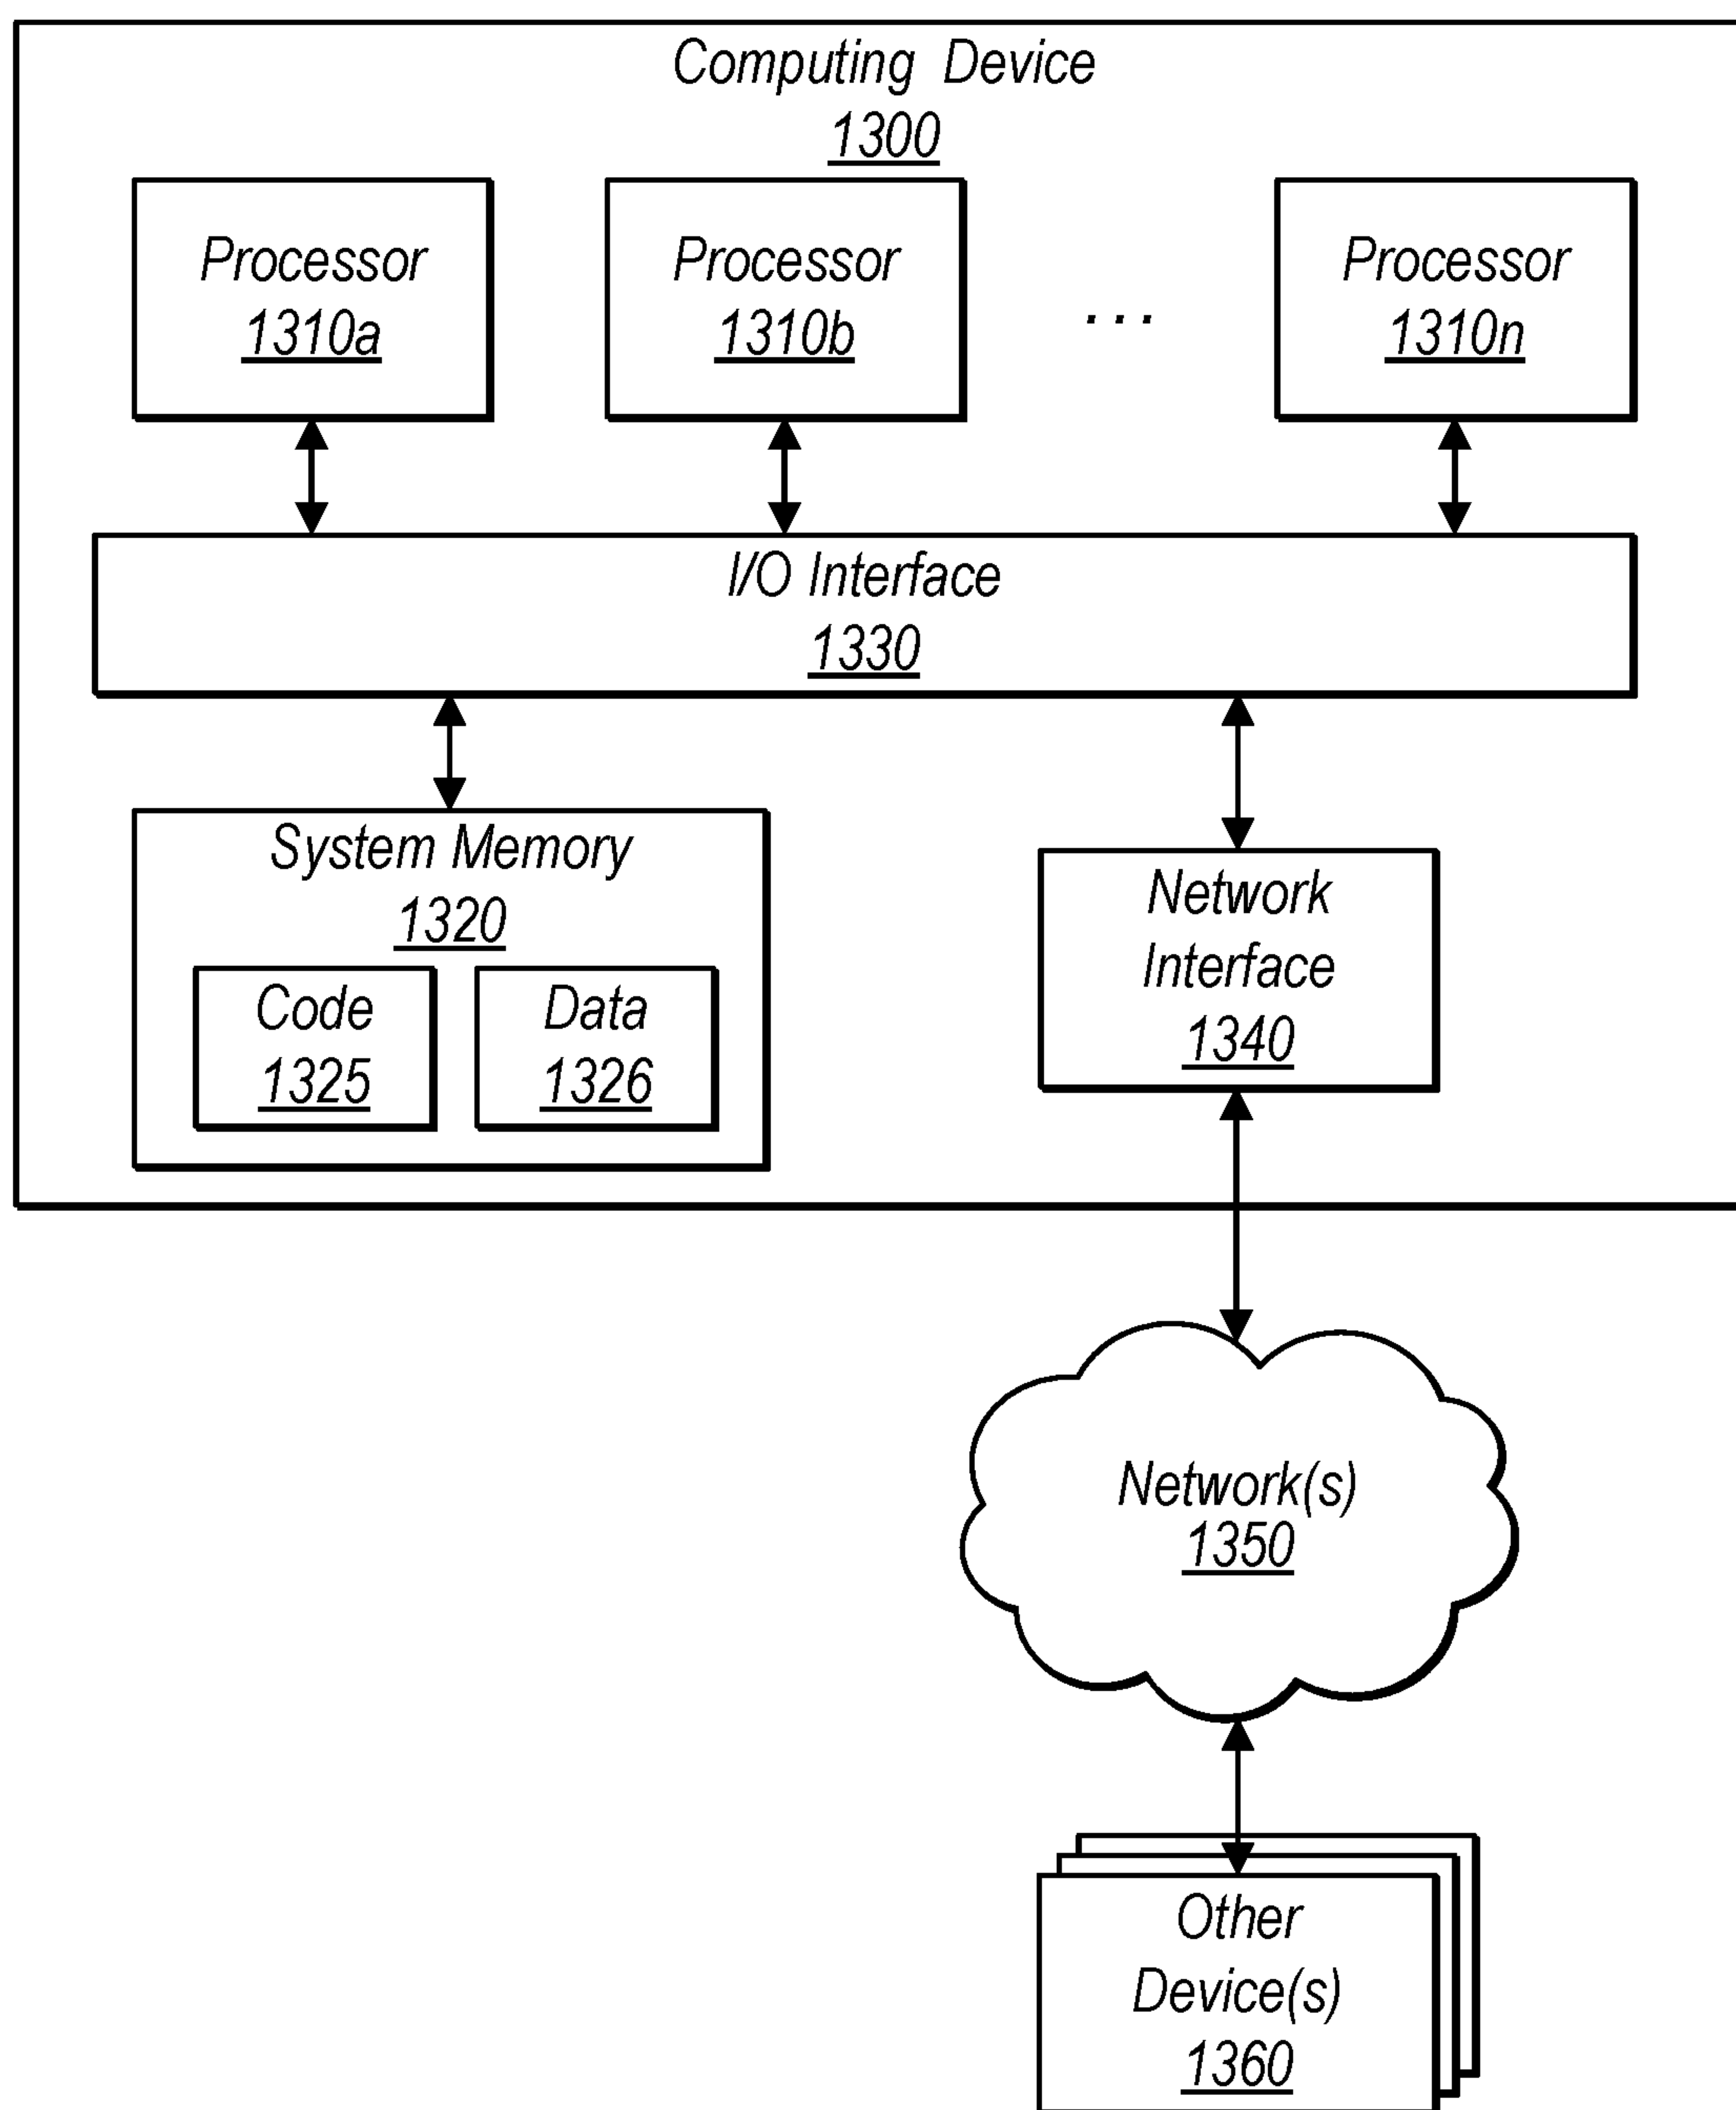 Computing Device
1300
Processor
1310a
Processor
1310b
...
Processor
1310n
I/O Interface
1330
System Memory
1320
Code
1325
Data
1326
Network
Interface
1340
Network(s)
1350
Other
Device(s)
1360